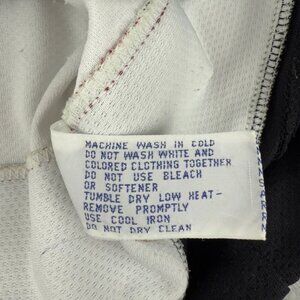 MACHINE WASH IN COLD
DO NOT WASH WHITE AND
COLORED CLOTHING TOGETHER
DO NOT USE BLEACH
OR SOFTENER
TUMBLE DRY LOW HEAT-
REMOVE PROMPTLY
USE COOL IRON
DO NOT DRY CLEAN